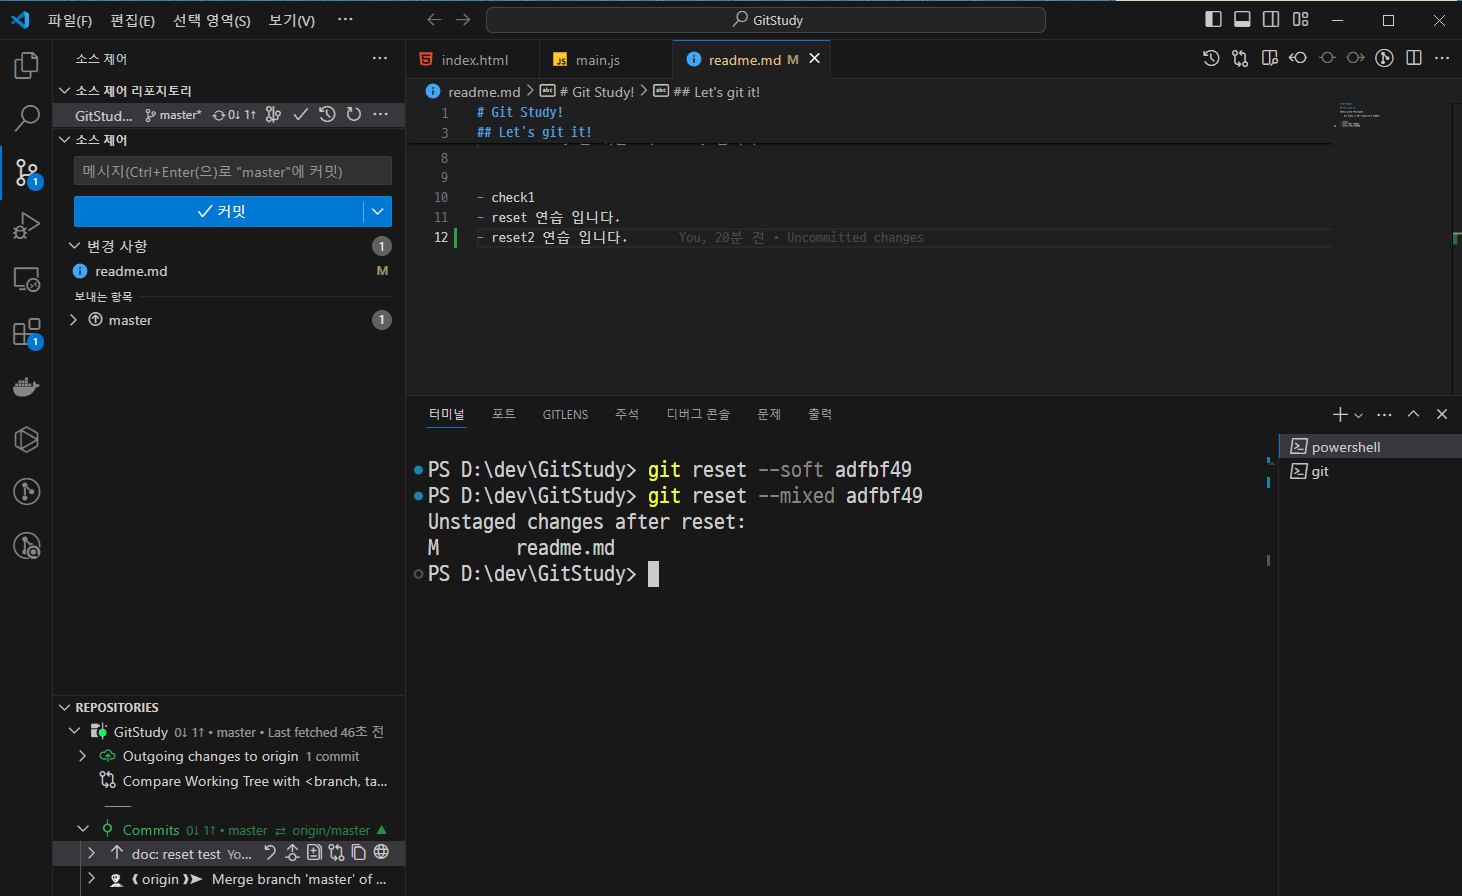 파일(F) 편집(E) 선택 영역(S) 보기(V) ···
GitStudy
소스 제어
소스 제어 리포지토리
GitStud... master* 0↓ 1↑
소스 제어
메시지(Ctrl+Enter(으)로 "master"에 커밋)
커밋
변경 사항 1
readme.md M
보내는 항목
master 1
1
1
REPOSITORIES
GitStudy 0↓ 1↑ • master • Last fetched 46초 전
Outgoing changes to origin 1 commit
Compare Working Tree with <branch, ta...
Commits 0↓ 1↑ • master ⇄ origin/master ▲
doc: reset test Yo...
origin Merge branch 'master' of ...
index.html JS main.js readme.md M
readme.md > # Git Study! > ## Let's git it!
1 # Git Study!
3 ## Let's git it!
8
9
10 - check1
11 - reset 연습 입니다.
12 - reset2 연습 입니다. You, 20분 전 • Uncommitted changes
터미널 포트 GITLENS 주석 디버그 콘솔 문제 출력
PS D:\dev\GitStudy> git reset --soft adfbf49
PS D:\dev\GitStudy> git reset --mixed adfbf49
Unstaged changes after reset:
M readme.md
PS D:\dev\GitStudy>
powershell
git